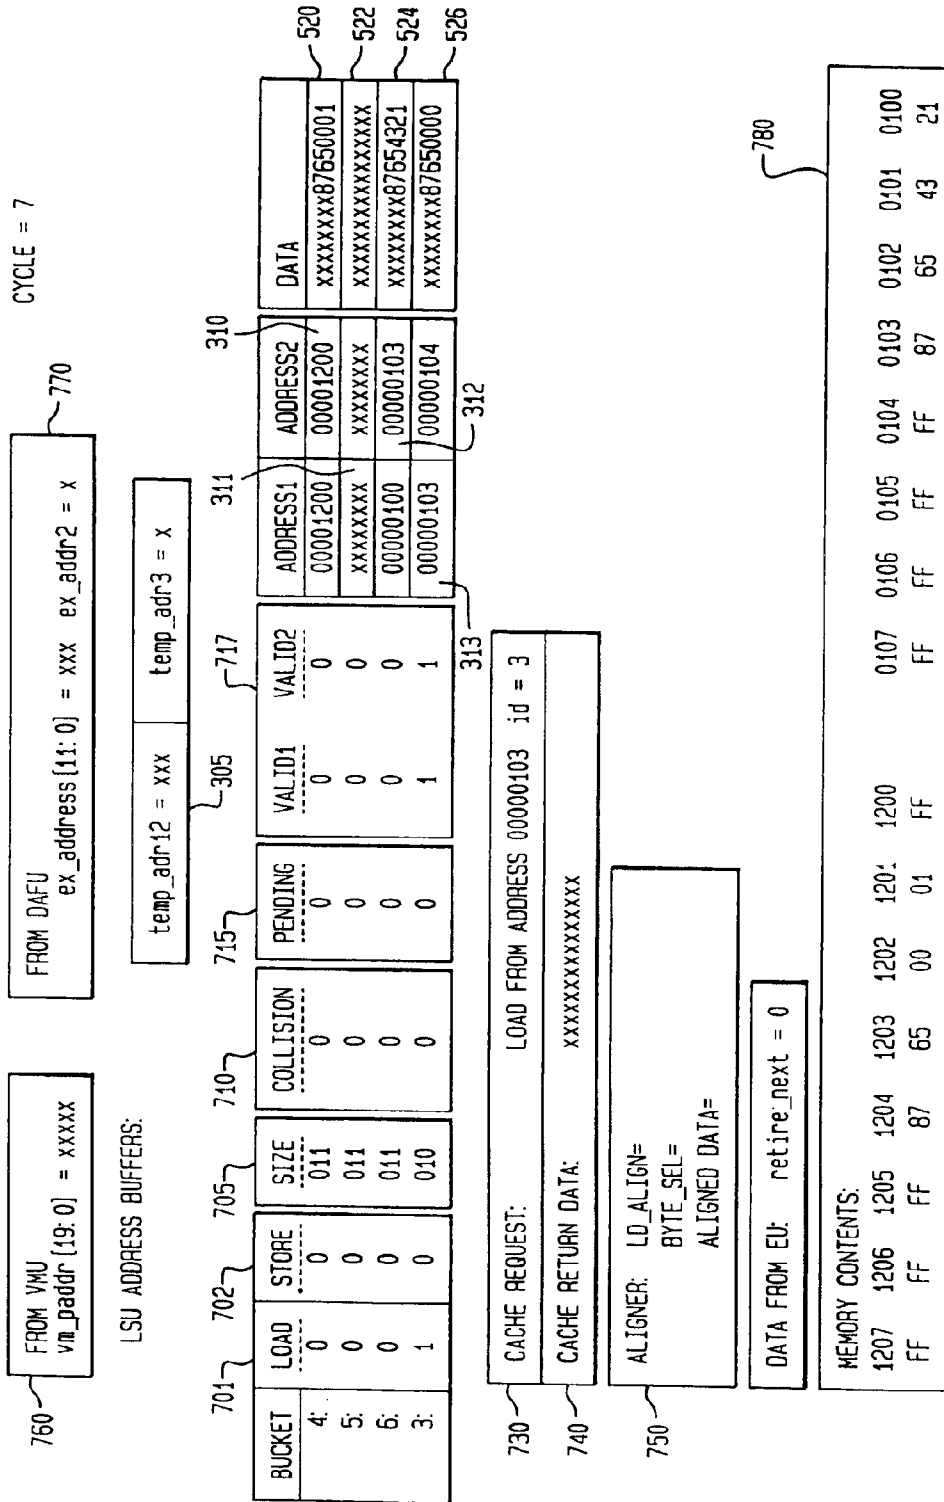 CYCLE = 7
760
FROM VMU
vm_paddr [19: 0] = xxxxx
770
FROM DAFU
ex_address[11: 0] = xxx ex_addr2 = x
LSU ADDRESS BUFFERS:
305
temp_adr12 = xxx temp_adr3 = x
701 702 705 710 715 717 311 310
BUCKET LOAD STORE SIZE COLLISION PENDING VALID1 VALID2 ADDRESS1 ADDRESS2 DATA
4: 0 0 011 0 0 0 0 00001200 00001200 xxxxxxxx87650001 520
5: 0 0 011 0 0 0 0 xxxxxxxx xxxxxxxx xxxxxxxxxxxxxxxx 522
6: 0 0 011 0 0 0 0 00000100 00000103 xxxxxxxx87654321 524
3: 1 0 010 0 0 1 1 00000103 00000104 xxxxxxxx87650000 526
313 312
730 CACHE REQUEST: LOAD FROM ADDRESS 00000103 id = 3
740 CACHE RETURN DATA: xxxxxxxxxxxxxxxx
750
ALIGNER: LD_ALIGN=
BYTE_SEL=
ALIGNED DATA=
DATA FROM EU: retire_next = 0
780
MEMORY CONTENTS:
1207 1206 1205 1204 1203 1202 1201 1200 0107 0106 0105 0104 0103 0102 0101 0100
FF FF FF 87 65 00 01 FF FF FF FF FF 87 65 43 21